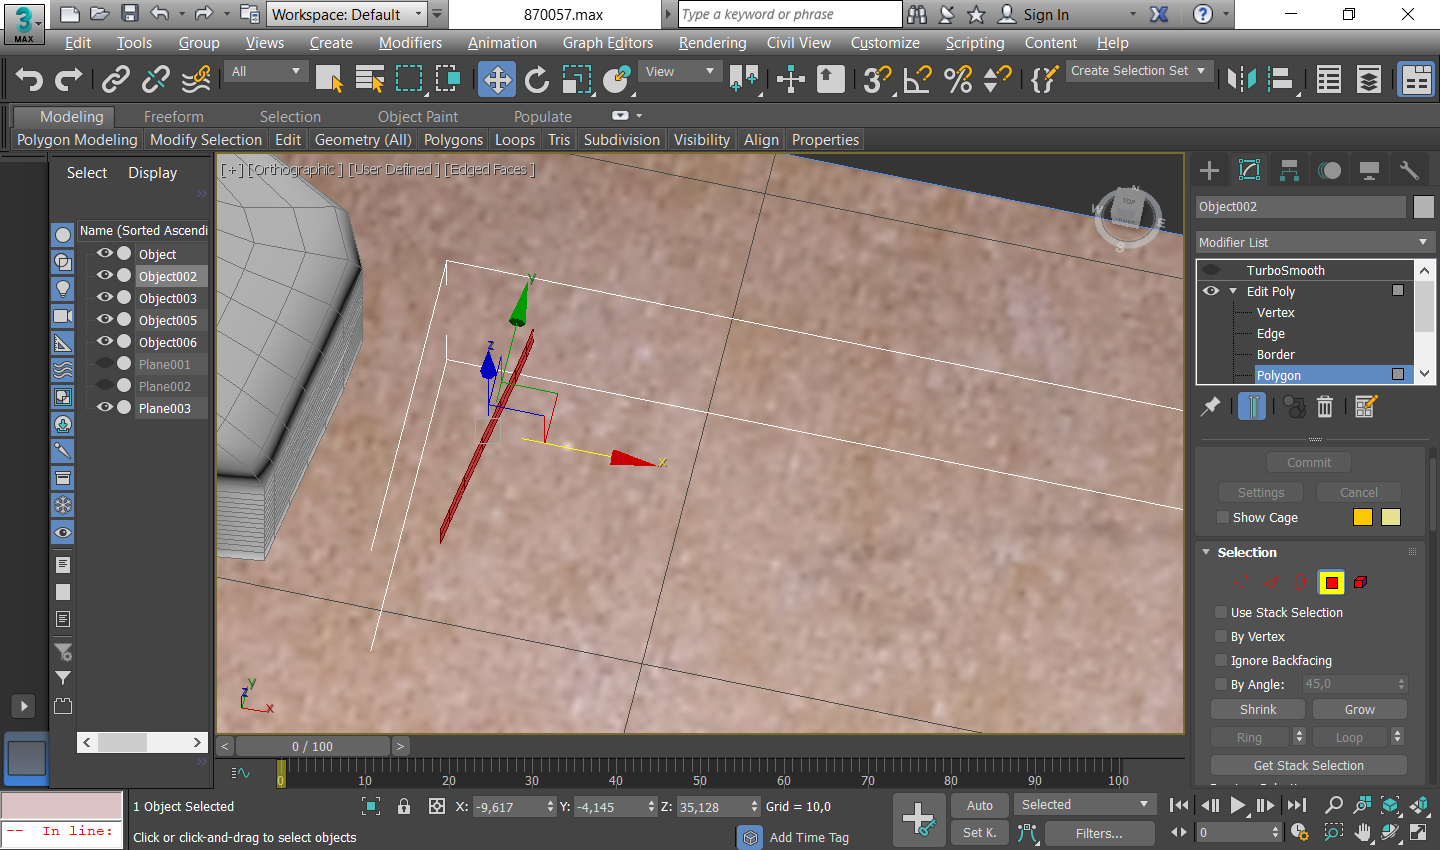 3
MAX
Workspace: Default
870057.max
Type a keyword or phrase
Sign In
Edit Tools Group Views Create Modifiers Animation Graph Editors Rendering Civil View Customize Scripting Content Help
All
View
3
Create Selection Set
Modeling Freeform Selection Object Paint Populate
Polygon Modeling Modify Selection Edit Geometry (All) Polygons Loops Tris Subdivision Visibility Align Properties
Select Display
Name (Sorted Ascendi
Object
Object002
Object003
Object005
Object006
Plane001
Plane002
Plane003
[+] [Orthographic ] [User Defined ] [Edged Faces ]
TOP
N
W
E
S
y
z
x
y
z
x
Object002
Modifier List
TurboSmooth
Edit Poly
Vertex
Edge
Border
Polygon
Commit
Settings Cancel
Show Cage
Selection
Use Stack Selection
By Vertex
Ignore Backfacing
By Angle: 45,0
Shrink Grow
Ring Loop
Get Stack Selection
< 0 / 100 >
0 10 20 30 40 50 60 70 80 90 100
-- In line:
1 Object Selected
X: -9,617 Y: -4,145 Z: 35,128 Grid = 10,0
Click or click-and-drag to select objects
Add Time Tag
Auto Selected
Set K. Filters...
0